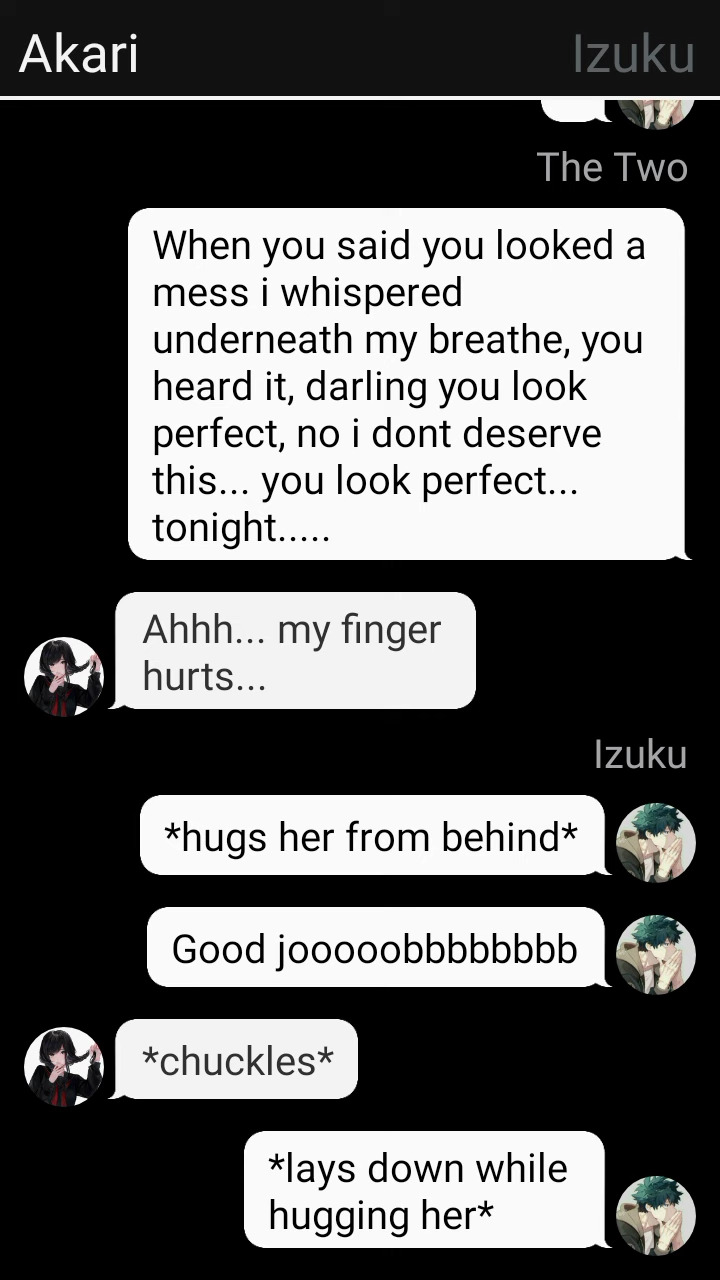 Akari
Izuku
The Two
When you said you looked a
mess i whispered
underneath my breathe, you
heard it, darling you look
perfect, no i dont deserve
this... you look perfect...
tonight.....
Ahhh... my finger
hurts...
Izuku
*hugs her from behind*
Good jooooobbbbbbbb
*chuckles*
*lays down while
hugging her*